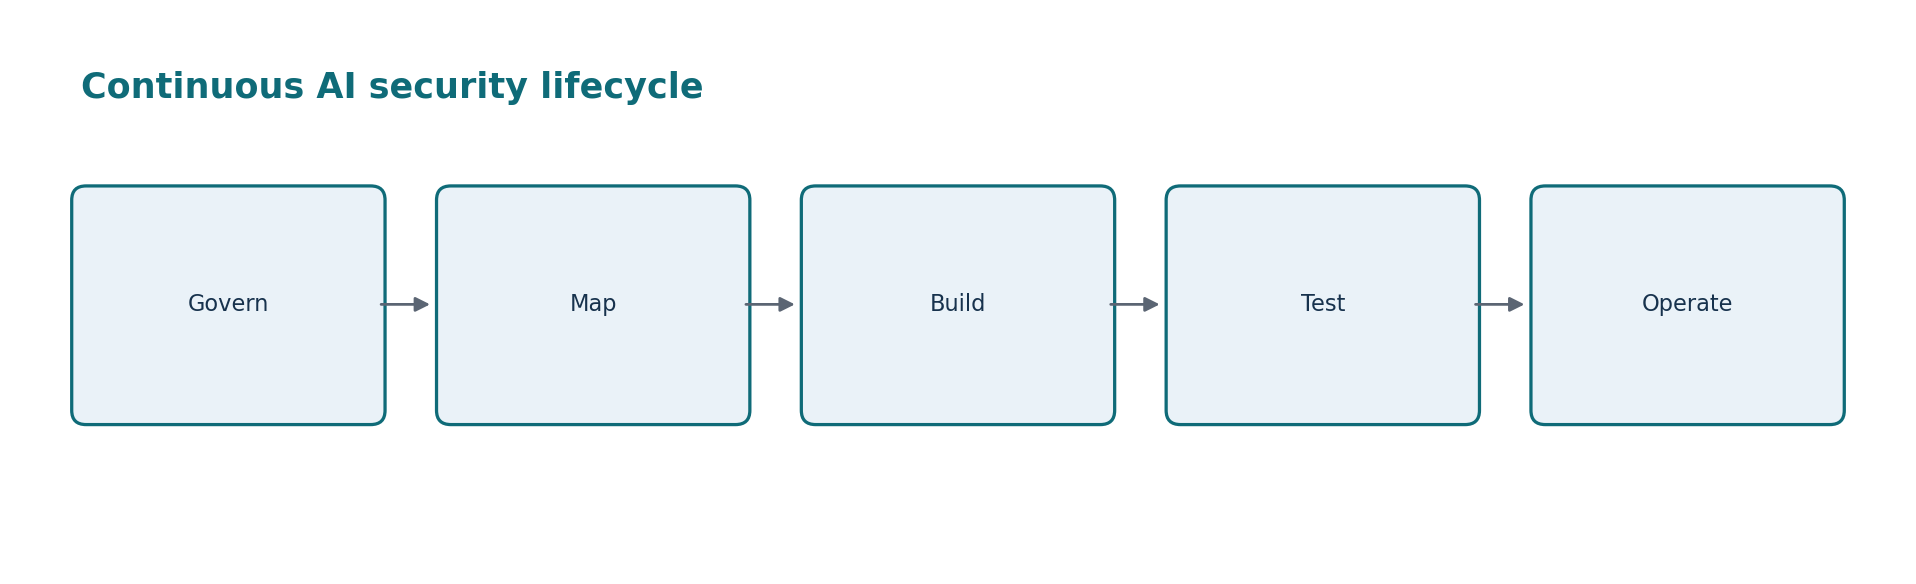 Continuous AI security lifecycle
Govern
Map
Build
Test
Operate